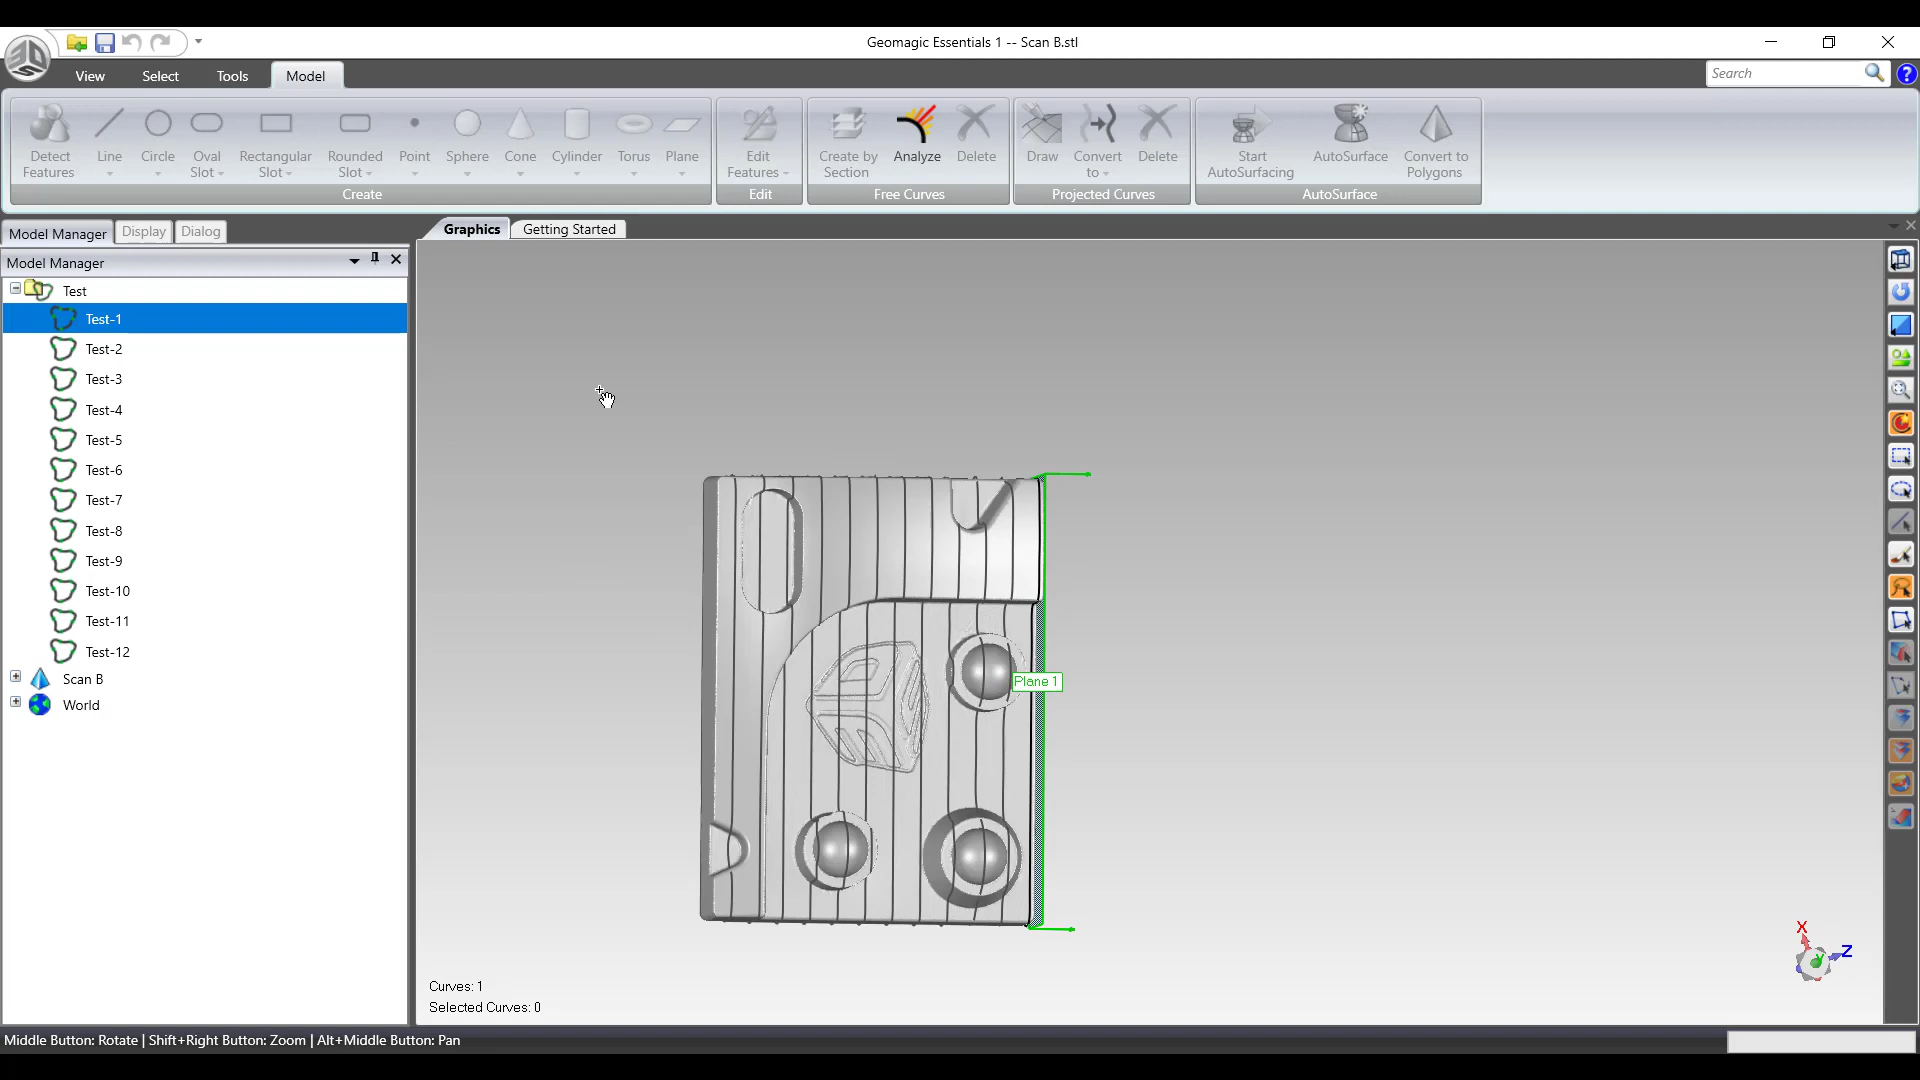 Geomagic Essentials 1 -- Scan B.stl
View Select Tools Model
Search
Detect Features
Line
Circle
Oval Slot
Rectangular Slot
Rounded Slot
Point
Sphere
Cone
Cylinder
Torus
Plane
Edit Features
Create by Section
Analyze
Delete
Draw
Convert to
Delete
Start AutoSurfacing
AutoSurface
Convert to Polygons
Create
Edit
Free Curves
Projected Curves
AutoSurface
Model Manager Display Dialog
Graphics Getting Started
Model Manager
Test
Test-1
Test-2
Test-3
Test-4
Test-5
Test-6
Test-7
Test-8
Test-9
Test-10
Test-11
Test-12
Scan B
World
Plane 1
X
Y
Z
Curves: 1
Selected Curves: 0
Middle Button: Rotate | Shift+Right Button: Zoom | Alt+Middle Button: Pan